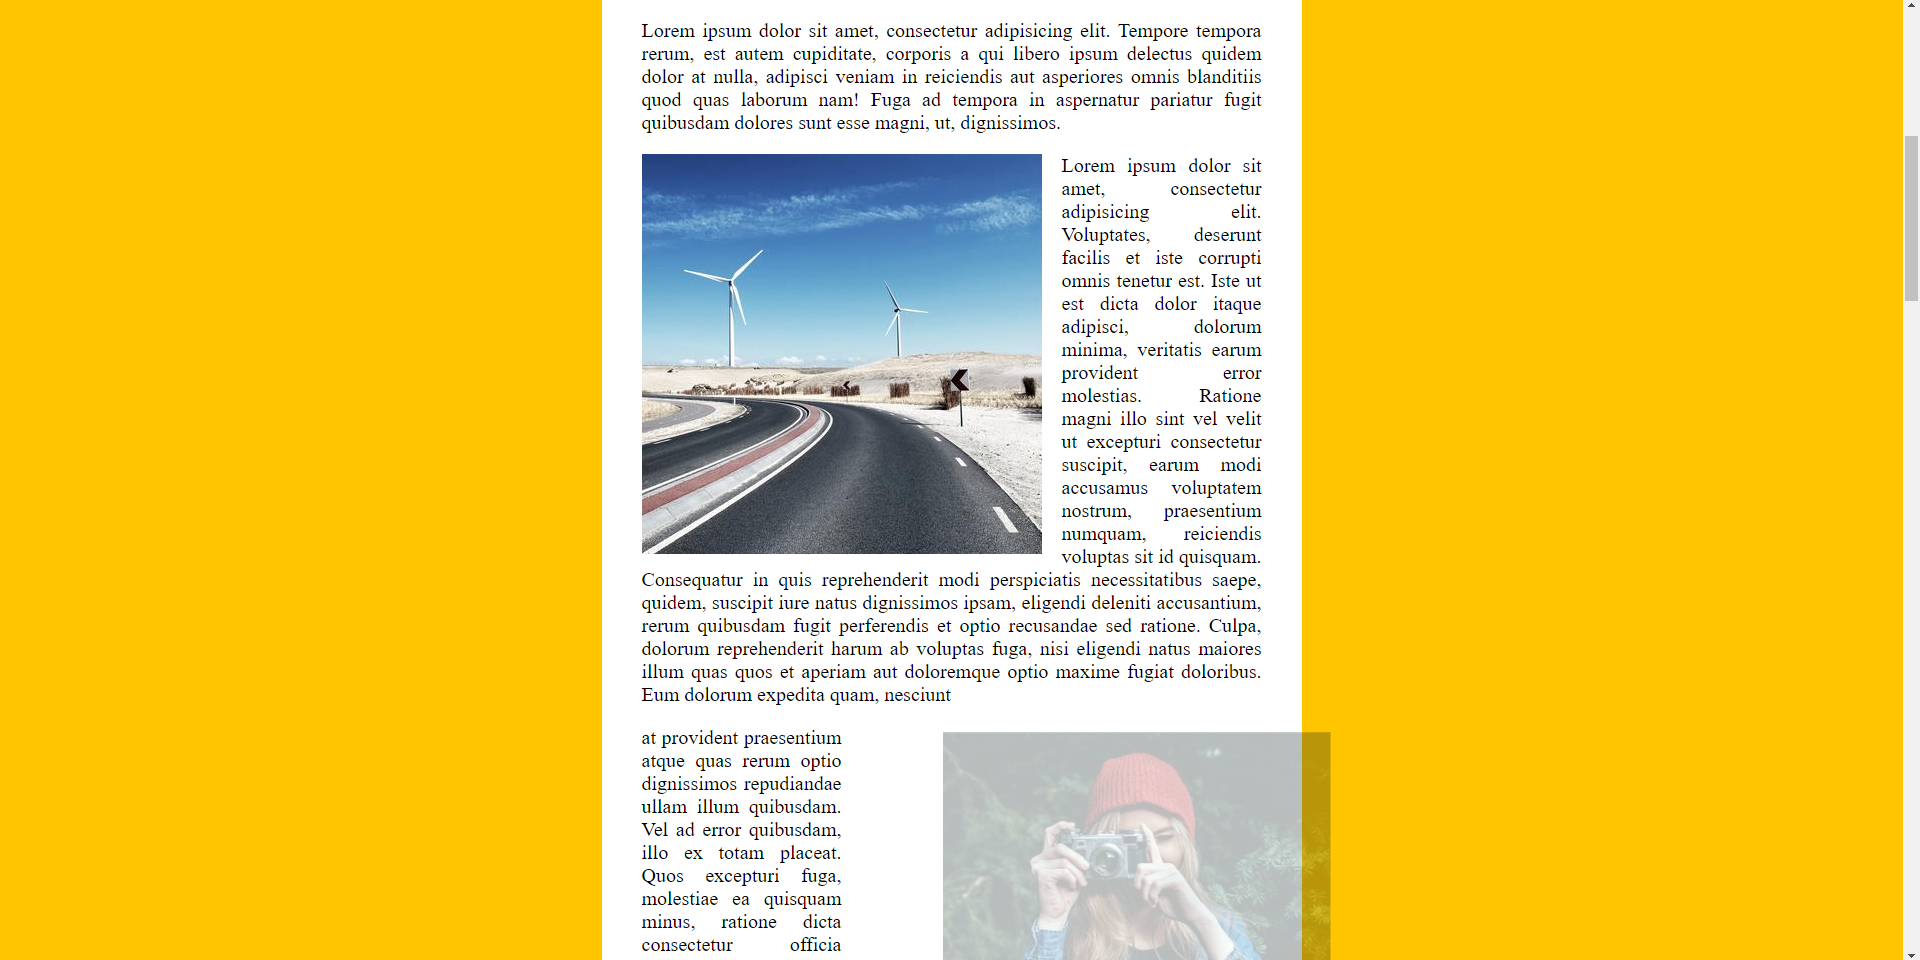 Lorem ipsum dolor sit amet, consectetur adipisicing elit. Tempore tempora
rerum, est autem cupiditate, corporis a qui libero ipsum delectus quidem
dolor at nulla, adipisci veniam in reiciendis aut asperiores omnis blanditiis
quod quas laborum nam! Fuga ad tempora in aspernatur pariatur fugit
quibusdam dolores sunt esse magni, ut, dignissimos.
Lorem ipsum dolor sit
amet, consectetur
adipisicing elit.
Voluptates, deserunt
facilis et iste corrupti
omnis tenetur est. Iste ut
est dicta dolor itaque
adipisci, dolorum
minima, veritatis earum
provident error
molestias. Ratione
magni illo sint vel velit
ut excepturi consectetur
suscipit, earum modi
accusamus voluptatem
nostrum, praesentium
numquam, reiciendis
voluptas sit id quisquam.
Consequatur in quis reprehenderit modi perspiciatis necessitatibus saepe,
quidem, suscipit iure natus dignissimos ipsam, eligendi deleniti accusantium,
rerum quibusdam fugit perferendis et optio recusandae sed ratione. Culpa,
dolorum reprehenderit harum ab voluptas fuga, nisi eligendi natus maiores
illum quas quos et aperiam aut doloremque optio maxime fugiat doloribus.
Eum dolorum expedita quam, nesciunt
at provident praesentium
atque quas rerum optio
dignissimos repudiandae
ullam illum quibusdam.
Vel ad error quibusdam,
illo ex totam placeat.
Quos excepturi fuga,
molestiae ea quisquam
minus, ratione dicta
consectetur officia